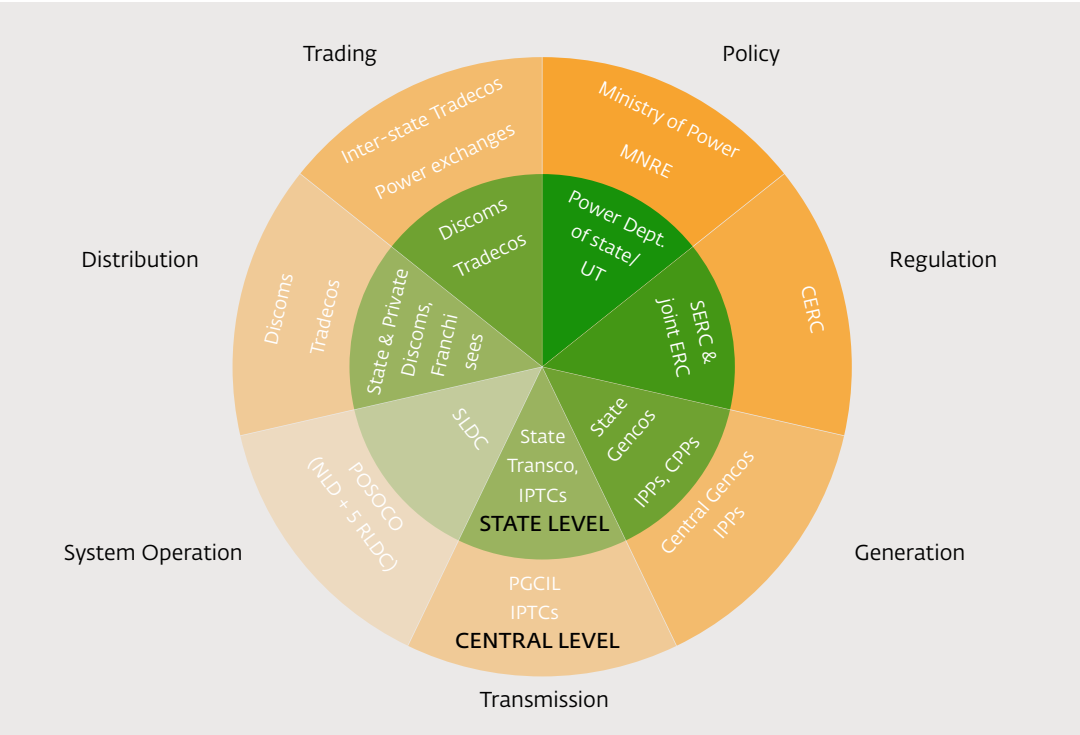 Trading
Policy
Inter-state Tradecos
Power exchanges
Ministry of Power
MNRE
Discoms
Tradecos
Power Dept.
of state/
UT
Distribution
Regulation
Discoms
Tradecos
State & Private
Discoms,
Franchi
sees
SERC &
joint ERC
CERC
SLDC
State
Transco,
IPTCs
STATE LEVEL
State
Gencos
IPPs, CPPs
Central Gencos
IPPs
POSOCO
(NLD + 5 RLDC)
System Operation
Generation
PGCIL
IPTCs
CENTRAL LEVEL
Transmission